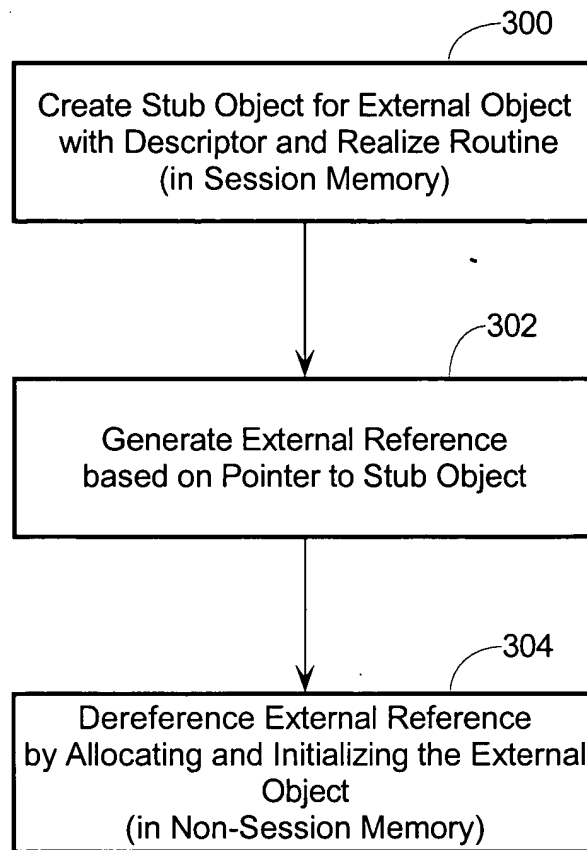 300
Create Stub Object for External Object
with Descriptor and Realize Routine
(in Session Memory)
302
Generate External Reference
based on Pointer to Stub Object
304
Dereference External Reference
by Allocating and Initializing the External
Object
(in Non-Session Memory)